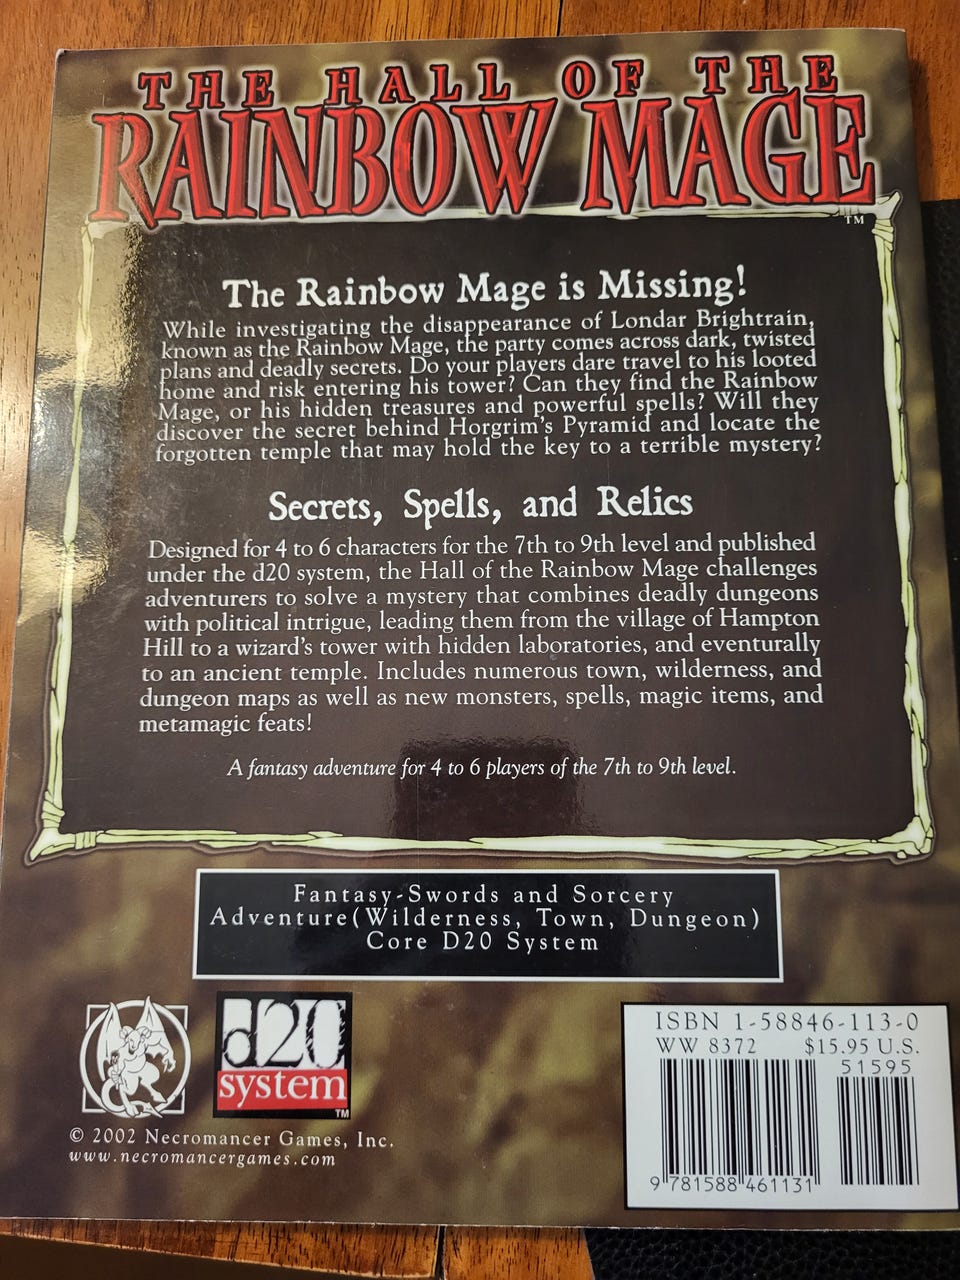 THE HALL OF THE
RAINBOW MAGE
TM
The Rainbow Mage is Missing!
While investigating the disappearance of Londar Brightrain,
known as the Rainbow Mage, the party comes across dark, twisted
plans and deadly secrets. Do your players dare travel to his looted
home and risk entering his tower? Can they find the Rainbow
Mage, or his hidden treasures and powerful spells? Will they
discover the secret behind Horgrim's Pyramid and locate the
forgotten temple that may hold the key to a terrible mystery?
Secrets, Spells, and Relics
Designed for 4 to 6 characters for the 7th to 9th level and published
under the d20 system, the Hall of the Rainbow Mage challenges
adventurers to solve a mystery that combines deadly dungeons
with political intrigue, leading them from the village of Hampton
Hill to a wizard's tower with hidden laboratories, and eventurally
to an ancient temple. Includes numerous town, wilderness, and
dungeon maps as well as new monsters, spells, magic items, and
metamagic feats!
A fantasy adventure for 4 to 6 players of the 7th to 9th level.
Fantasy-Swords and Sorcery
Adventure(Wilderness, Town, Dungeon)
Core D20 System
d20
system
TM
© 2002 Necromancer Games, Inc.
www.necromancergames.com
ISBN 1-58846-113-0
WW 8372 $15.95 U.S.
51595
9 781588 461131